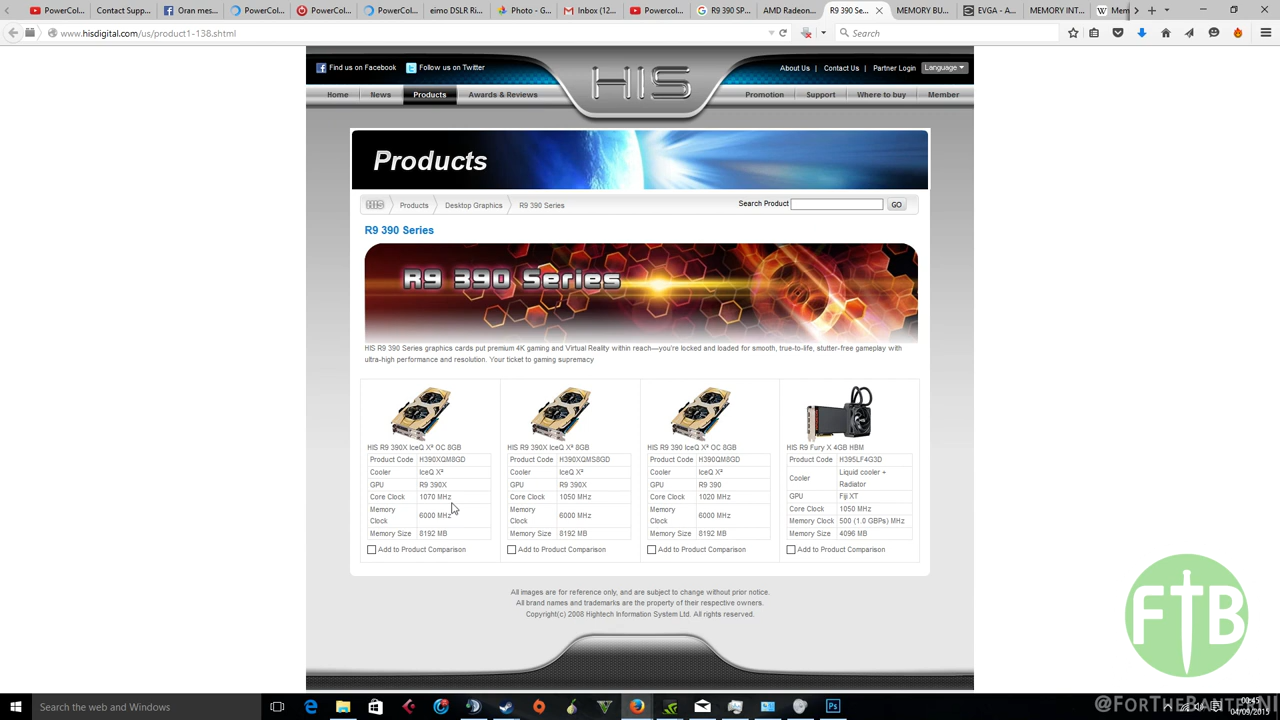 PowerCol...
Contact Supp...
PowerCol...
Oran mes...
PowerCol...
PowerCol...
PowerCol...
eimo DSLR Ri...
Photo - G...
Inbox (12...
Powercol...
R9 390 SP...
AMD Radeon...
R9 390 Se...
MEMORY BU...
EVGA - A...
MEMORY INT...
www.hisdigital.com/us/product1-138.shtml
Search
Find us on Facebook
Follow us on Twitter
HIS
About Us | Contact Us | Partner Login
Language
Home
News
Products
Awards & Reviews
Promotion
Support
Where to buy
Member
Products
HIS
Products
Desktop Graphics
R9 390 Series
Search Product
GO
R9 390 Series
R9 390 Series
HIS R9 390 Series graphics cards put premium 4K gaming and Virtual Reality within reach—you're locked and loaded for smooth, true-to-life, stutter-free gameplay with
ultra-high performance and resolution. Your ticket to gaming supremacy
HIS R9 390X IceQ X² OC 8GB
Product Code H390XQM8GD
Cooler IceQ X²
GPU R9 390X
Core Clock 1070 MHz
Memory Clock 6000 MHz
Memory Size 8192 MB
Add to Product Comparison
HIS R9 390X IceQ X² 8GB
Product Code H390XQMS8GD
Cooler IceQ X²
GPU R9 390X
Core Clock 1050 MHz
Memory Clock 6000 MHz
Memory Size 8192 MB
Add to Product Comparison
HIS R9 390 IceQ X² OC 8GB
Product Code H390QM8GD
Cooler IceQ X²
GPU R9 390
Core Clock 1020 MHz
Memory Clock 6000 MHz
Memory Size 8192 MB
Add to Product Comparison
HIS R9 Fury X 4GB HBM
Product Code H395LF4G3D
Cooler Liquid cooler +
Radiator
GPU Fiji XT
Core Clock 1050 MHz
Memory Clock 500 (1.0 GBPs) MHz
Memory Size 4096 MB
Add to Product Comparison
All images are for reference only, and are subject to change without prior notice.
All brand names and trademarks are the property of their respective owners.
Copyright(c) 2008 Hightech Information System Ltd. All rights reserved.
FTB
Search the web and Windows
00:45
04/09/2015
@FORTHEBANTERNI